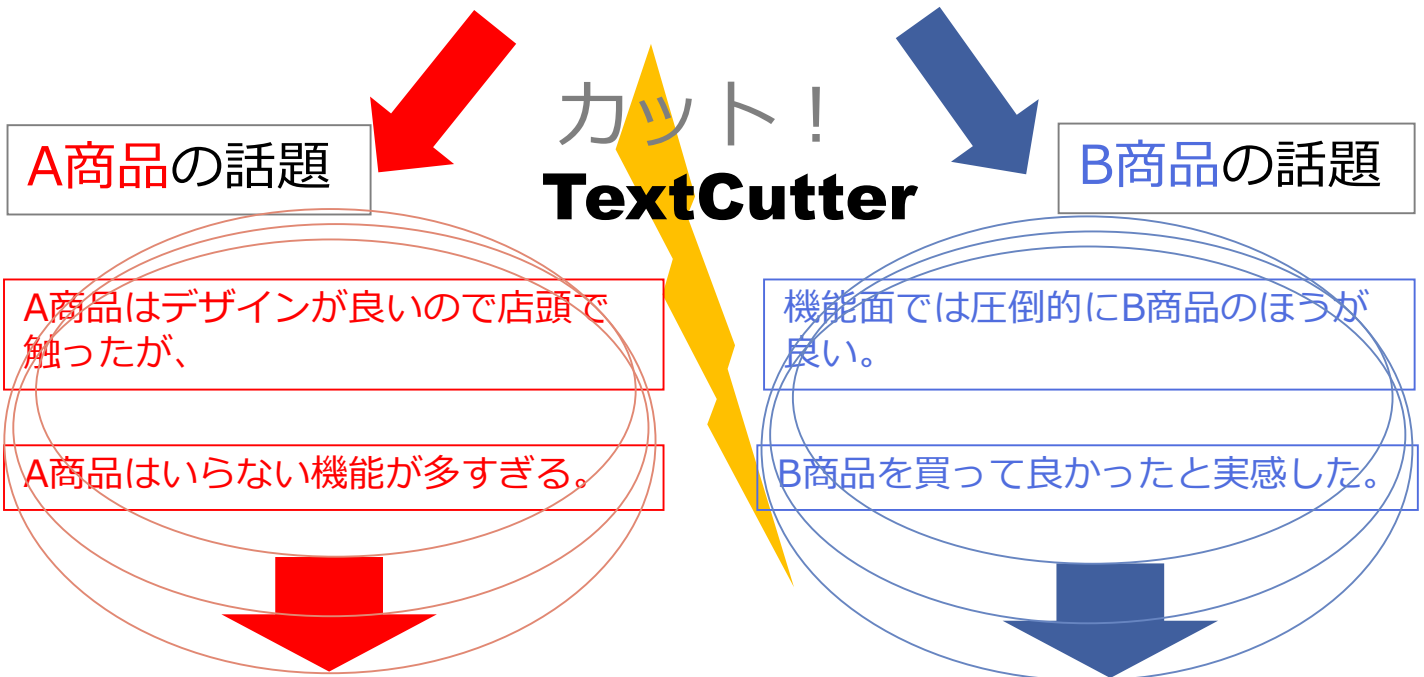 カット！
TextCutter
A商品の話題
A商品はデザインが良いので店頭で
触ったが、
A商品はいらない機能が多すぎる。
B商品の話題
機能面では圧倒的にB商品のほうが
良い。
B商品を買って良かったと実感した。